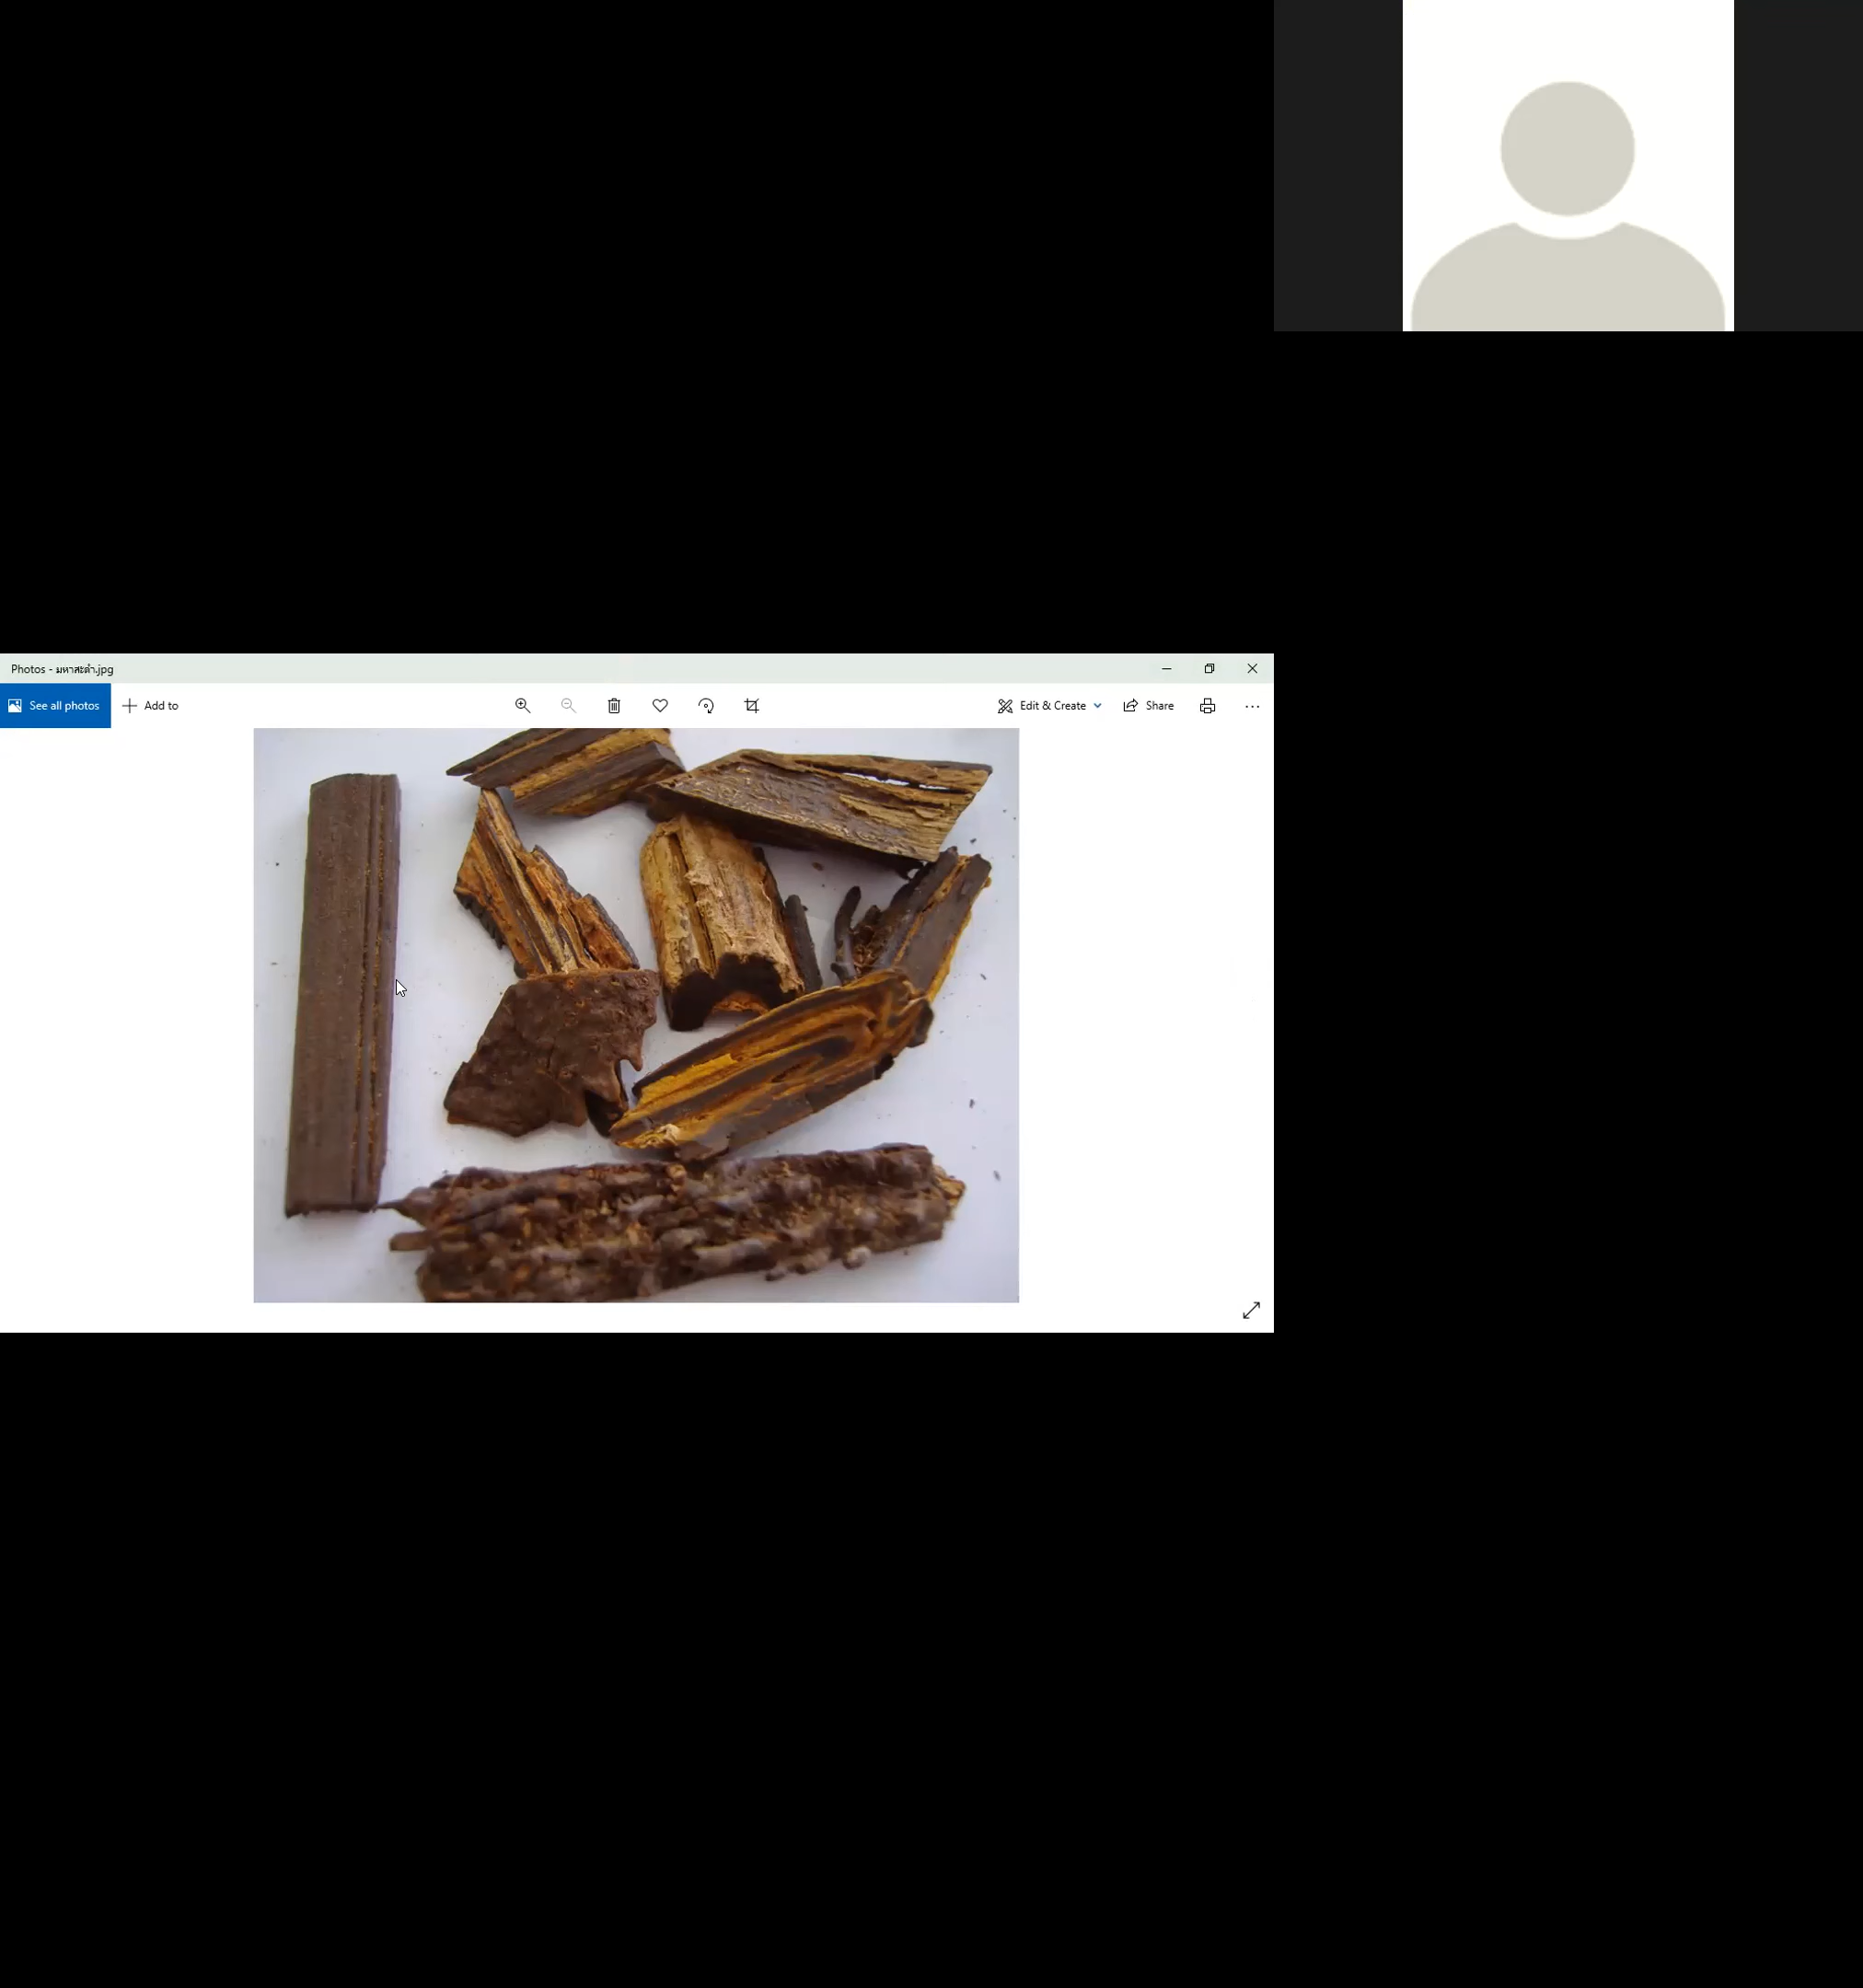 Photos - มหาสะดำ.jpg
See all photos
Add to
Edit & Create
Share